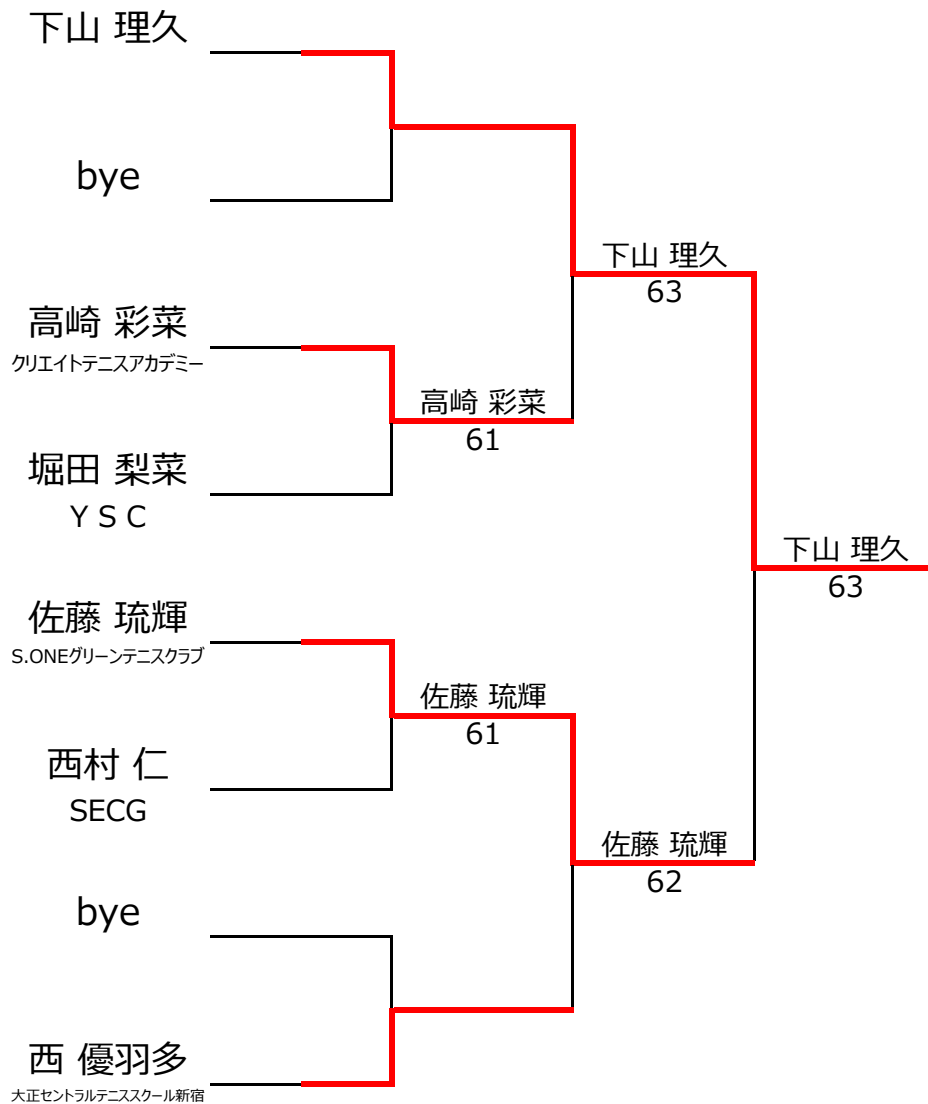 下山 理久
bye
高崎 彩菜
クリエイトテニスアカデミー
堀田 梨菜
Y S C
佐藤 琉輝
S.ONEグリーンテニスクラブ
西村 仁
SECG
bye
西 優羽多
大正セントラルテニススクール新宿
高崎 彩菜
61
佐藤 琉輝
61
下山 理久
63
佐藤 琉輝
62
下山 理久
63